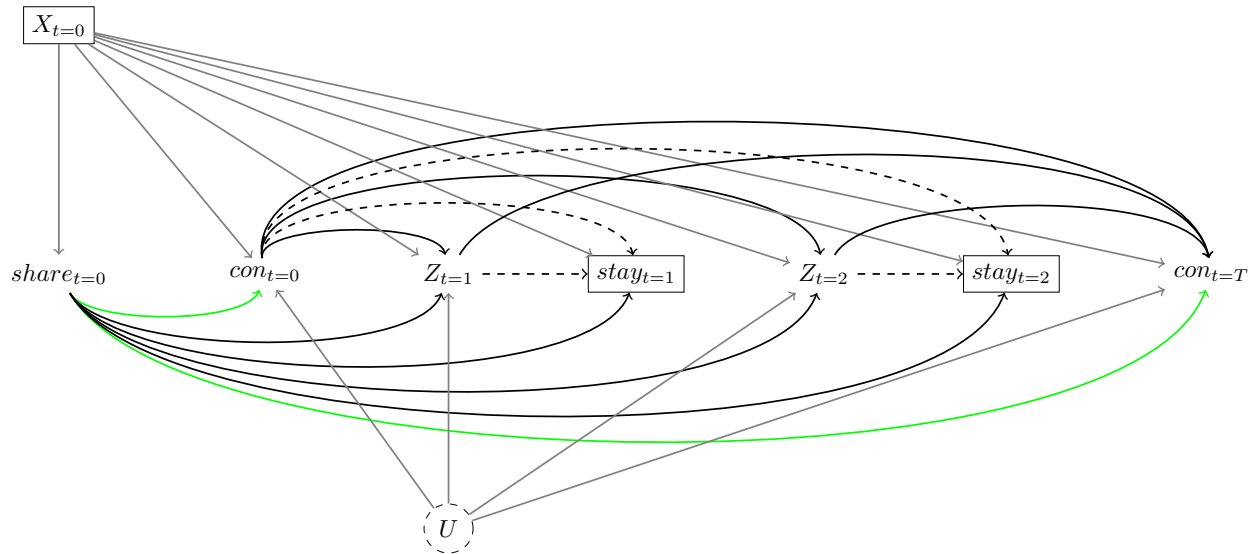 X_{t=0}
share_{t=0} con_{t=0} Z_{t=1} stay_{t=1} Z_{t=2} stay_{t=2} con_{t=T}
U